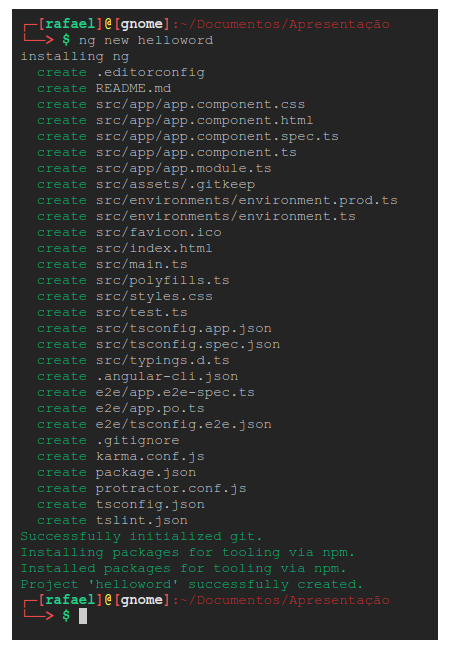 ┌─[rafael]@[gnome]:~/Documentos/Apresentação
└──> $ ng new helloword
installing ng
  create .editorconfig
  create README.md
  create src/app/app.component.css
  create src/app/app.component.html
  create src/app/app.component.spec.ts
  create src/app/app.component.ts
  create src/app/app.module.ts
  create src/assets/.gitkeep
  create src/environments/environment.prod.ts
  create src/environments/environment.ts
  create src/favicon.ico
  create src/index.html
  create src/main.ts
  create src/polyfills.ts
  create src/styles.css
  create src/test.ts
  create src/tsconfig.app.json
  create src/tsconfig.spec.json
  create src/typings.d.ts
  create .angular-cli.json
  create e2e/app.e2e-spec.ts
  create e2e/app.po.ts
  create e2e/tsconfig.e2e.json
  create .gitignore
  create karma.conf.js
  create package.json
  create protractor.conf.js
  create tsconfig.json
  create tslint.json
Successfully initialized git.
Installing packages for tooling via npm.
Installed packages for tooling via npm.
Project 'helloword' successfully created.
┌─[rafael]@[gnome]:~/Documentos/Apresentação
└──> $